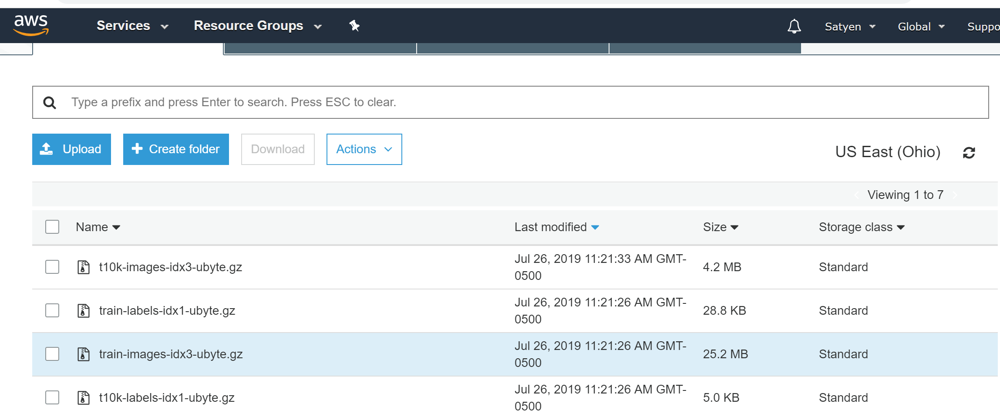 aws Services Resource Groups Satyen Global Suppo
Type a prefix and press Enter to search. Press ESC to clear.
Upload Create folder Download Actions US East (Ohio)
Viewing 1 to 7
Name Last modified Size Storage class
t10k-images-idx3-ubyte.gz Jul 26, 2019 11:21:33 AM GMT-
0500 4.2 MB Standard
train-labels-idx1-ubyte.gz Jul 26, 2019 11:21:26 AM GMT-
0500 28.8 KB Standard
train-images-idx3-ubyte.gz Jul 26, 2019 11:21:26 AM GMT-
0500 25.2 MB Standard
t10k-labels-idx1-ubyte.gz Jul 26, 2019 11:21:26 AM GMT-
0500 5.0 KB Standard